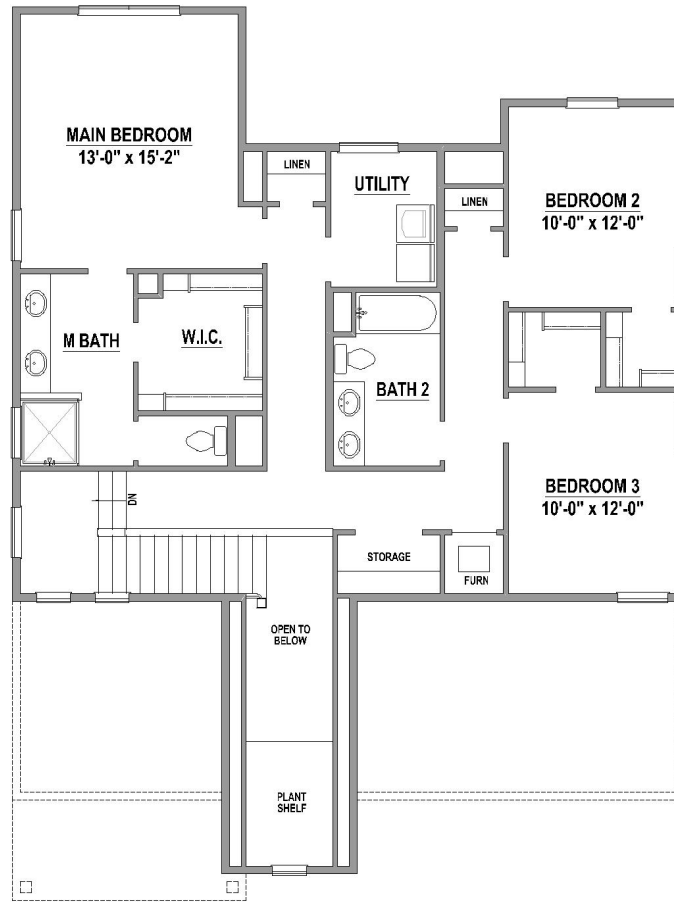 MAIN BEDROOM
13'-0" x 15'-2"
LINEN
UTILITY
LINEN
BEDROOM 2
10'-0" x 12'-0"
M BATH
W.I.C.
BATH 2
BEDROOM 3
10'-0" x 12'-0"
DN
STORAGE
FURN
OPEN TO
BELOW
PLANT
SHELF